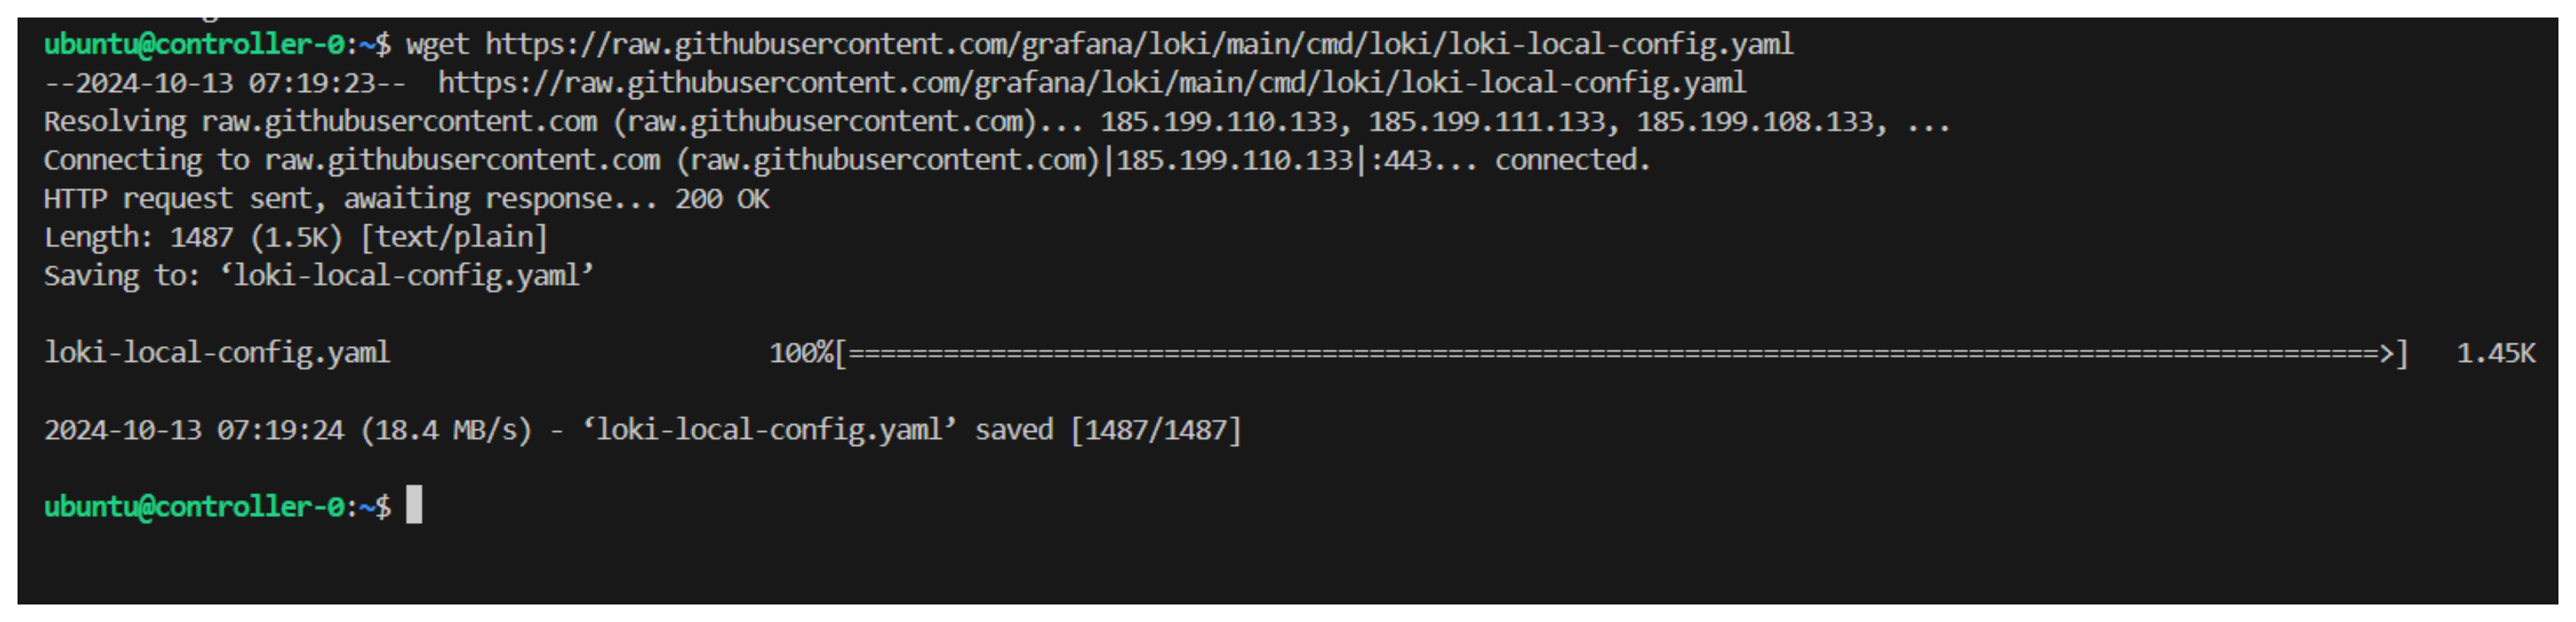 ubuntu@controller-0:~$ wget https://raw.githubusercontent.com/grafana/loki/main/cmd/loki/loki-local-config.yaml
--2024-10-13 07:19:23--  https://raw.githubusercontent.com/grafana/loki/main/cmd/loki/loki-local-config.yaml
Resolving raw.githubusercontent.com (raw.githubusercontent.com)... 185.199.110.133, 185.199.111.133, 185.199.108.133, ...
Connecting to raw.githubusercontent.com (raw.githubusercontent.com)|185.199.110.133|:443... connected.
HTTP request sent, awaiting response... 200 OK
Length: 1487 (1.5K) [text/plain]
Saving to: ‘loki-local-config.yaml’
loki-local-config.yaml                        100%[=================================================================================================>]   1.45K
2024-10-13 07:19:24 (18.4 MB/s) - ‘loki-local-config.yaml’ saved [1487/1487]
ubuntu@controller-0:~$